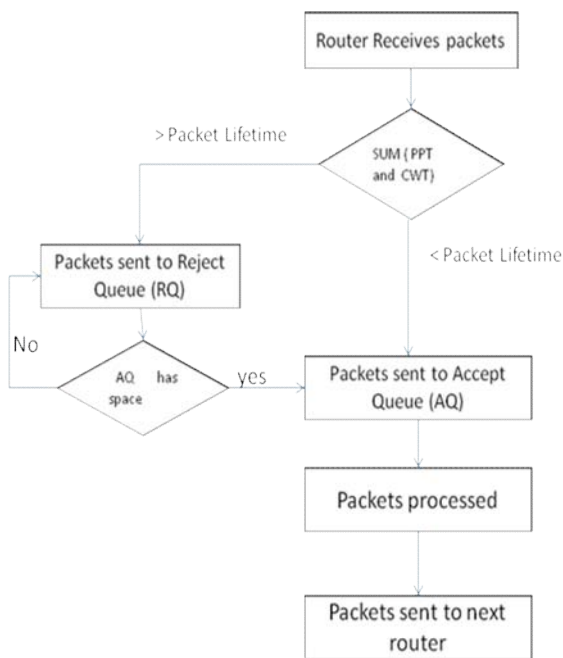 Router Receives packets
>Packet Lifetime
SUM ( PPT
and CWT)
Packets sent to Reject
Queue (RQ)
<Packet Lifetime
No
AQ has
space
yes
Packets sent to Accept
Queue (AQ)
Packets processed
Packets sent to next
router